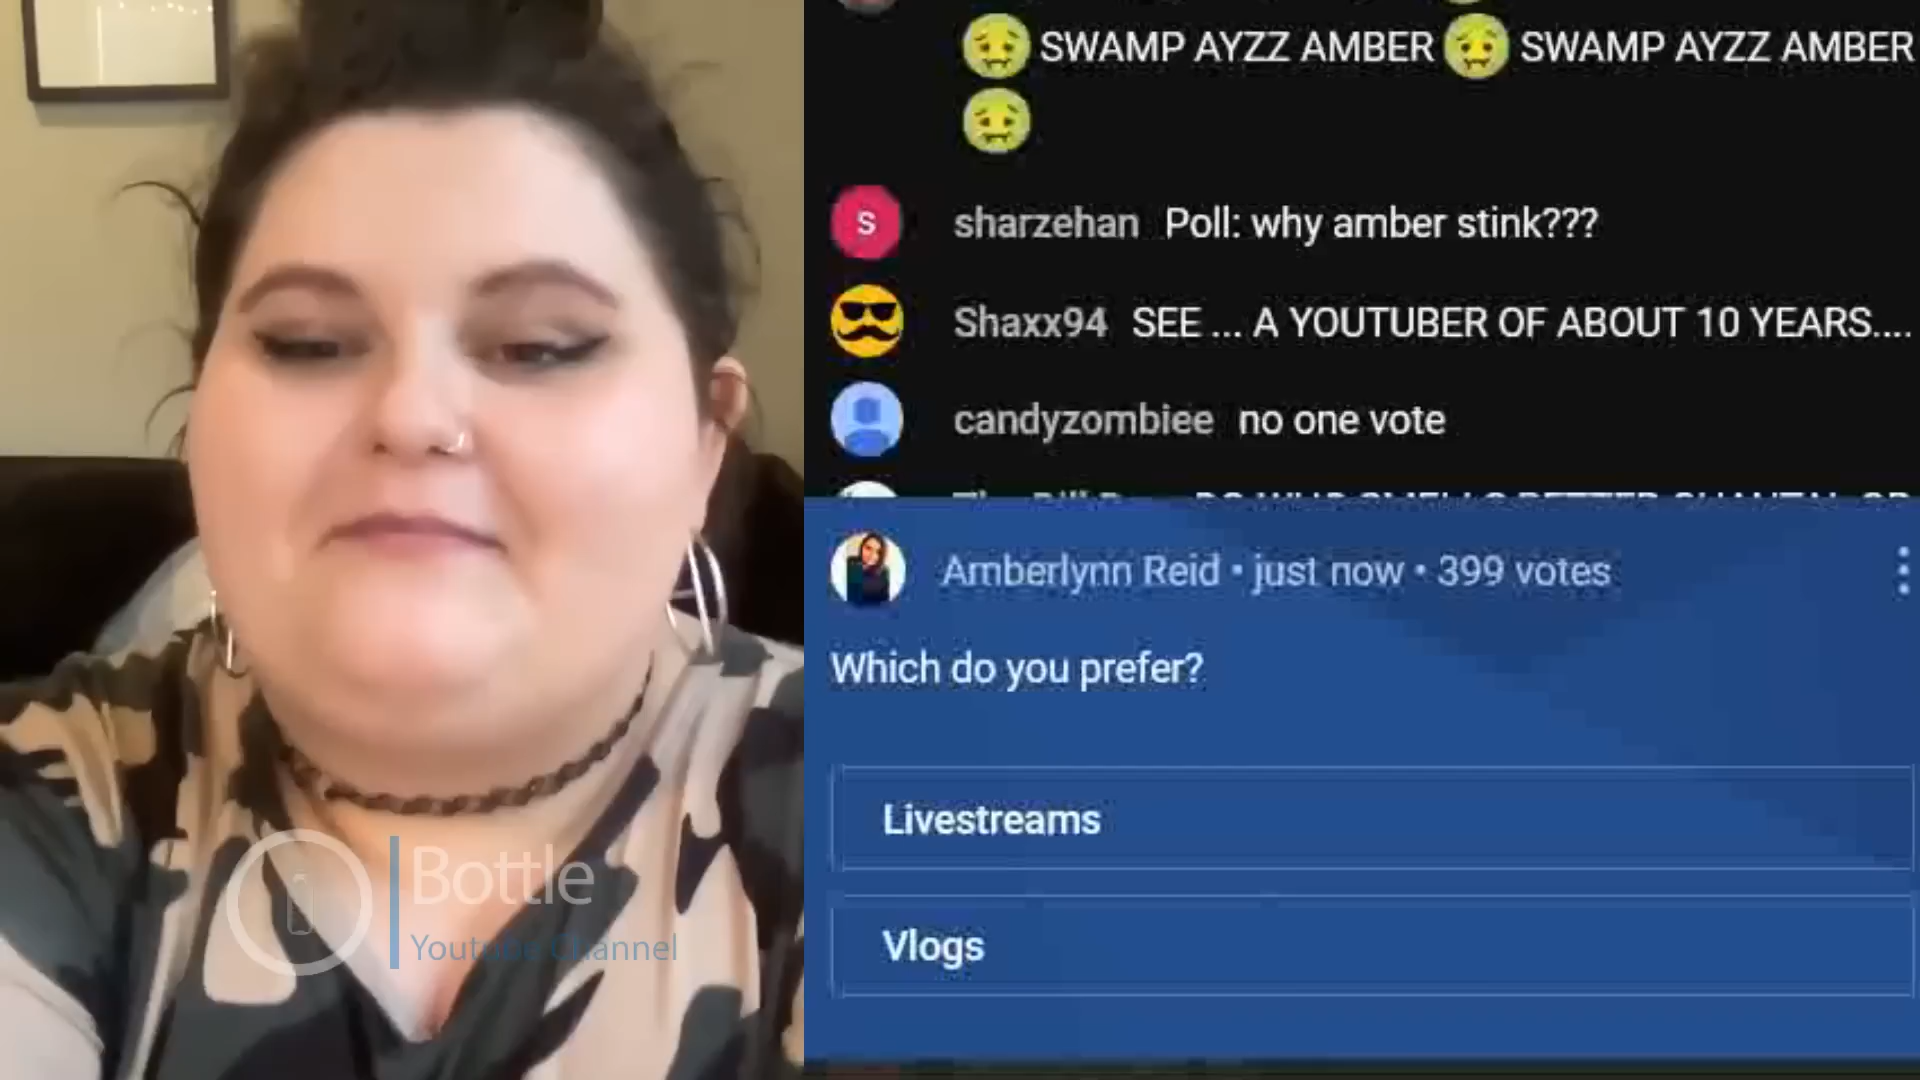 🤢 SWAMP AYZZ AMBER 🤢 SWAMP AYZZ AMBER
🤢
S sharzehan Poll: why amber stink???
Shaxx94 SEE ... A YOUTUBER OF ABOUT 10 YEARS....
candyzombiee no one vote
Amberlynn Reid • just now • 399 votes
Which do you prefer?
Livestreams
Vlogs
Bottle
Youtube Channel